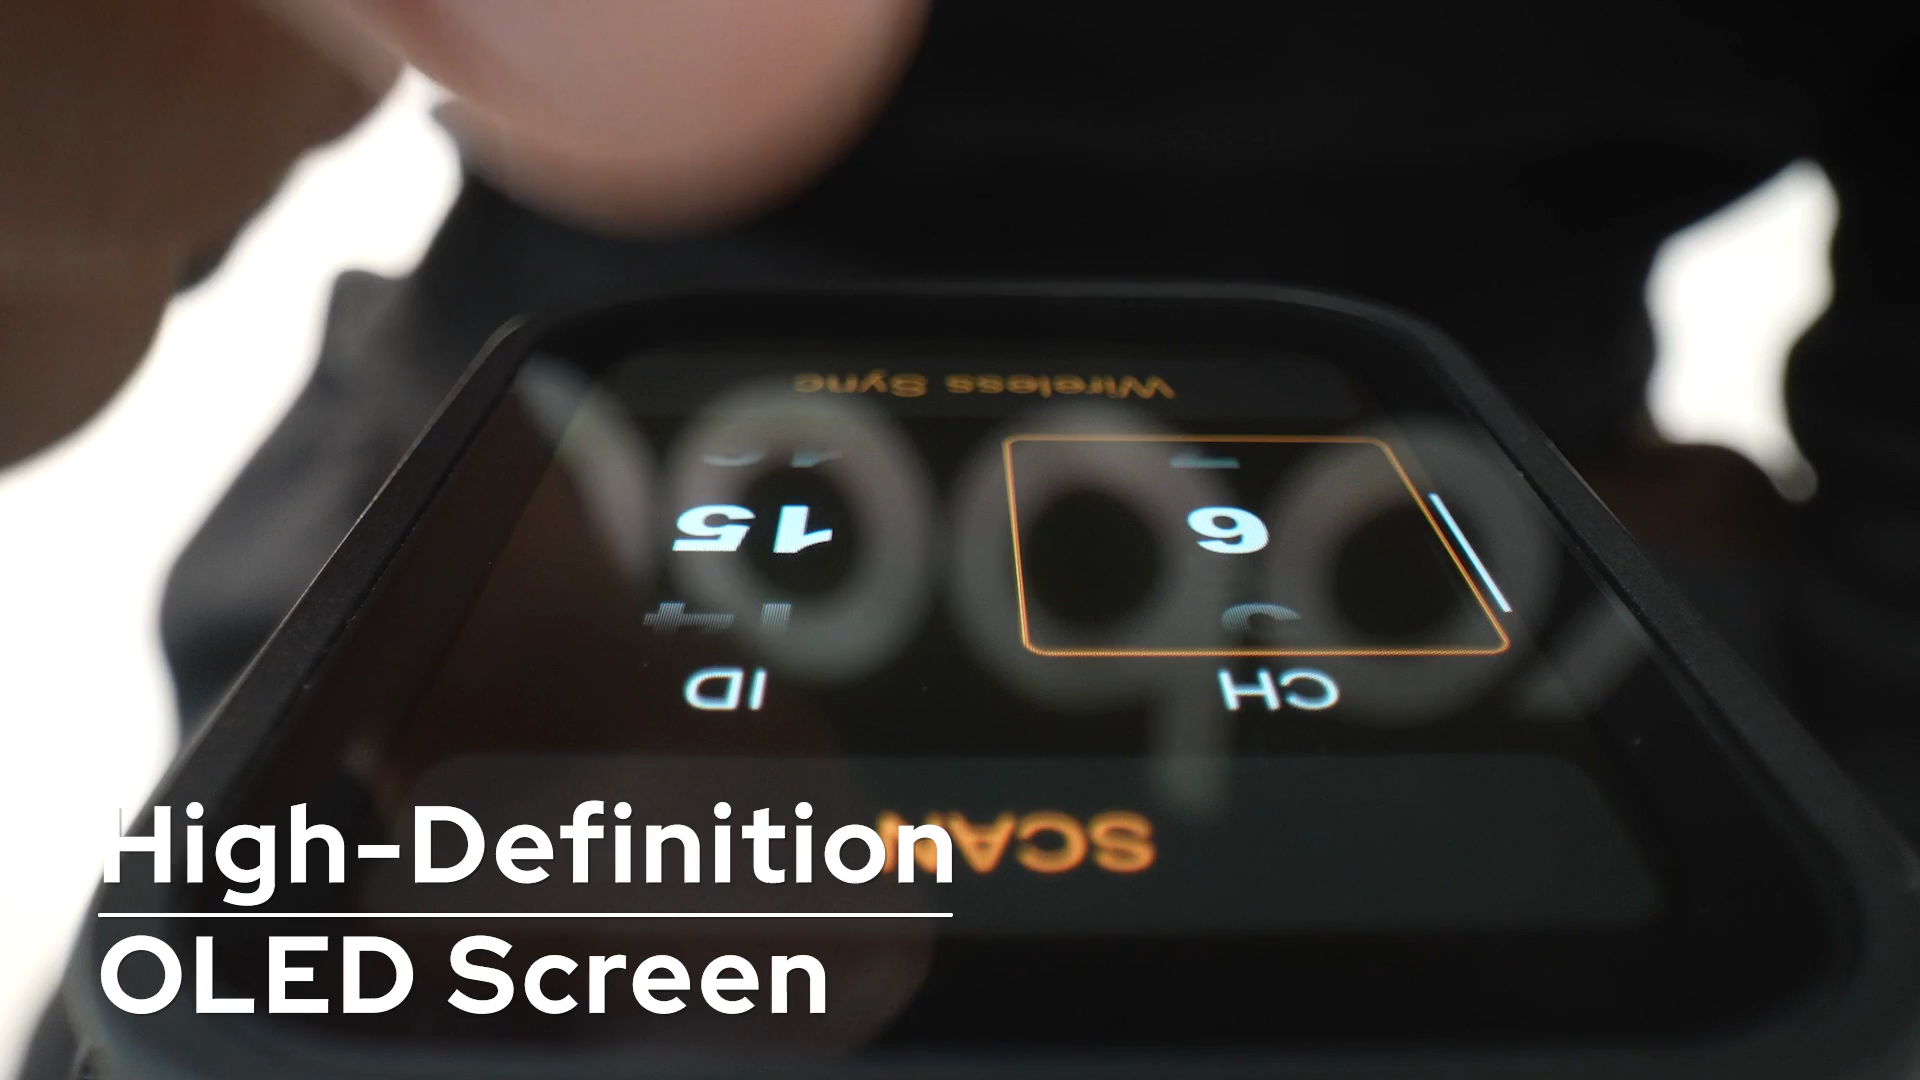 SCAN
CH ID
6 15
Wireless Sync
High-Definition
OLED Screen